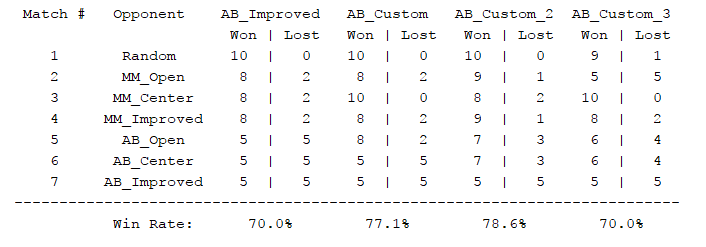 Match # Opponent AB_Improved AB_Custom AB_Custom_2 AB_Custom_3
Won | Lost Won | Lost Won | Lost Won | Lost
1 Random 10 | 0 10 | 0 10 | 0 9 | 1
2 MM_Open 8 | 2 8 | 2 9 | 1 5 | 5
3 MM_Center 8 | 2 10 | 0 8 | 2 10 | 0
4 MM_Improved 8 | 2 8 | 2 9 | 1 8 | 2
5 AB_Open 5 | 5 8 | 2 7 | 3 6 | 4
6 AB_Center 5 | 5 5 | 5 7 | 3 6 | 4
7 AB_Improved 5 | 5 5 | 5 5 | 5 5 | 5
--------------------------------------------------------------------------
Win Rate: 70.0% 77.1% 78.6% 70.0%